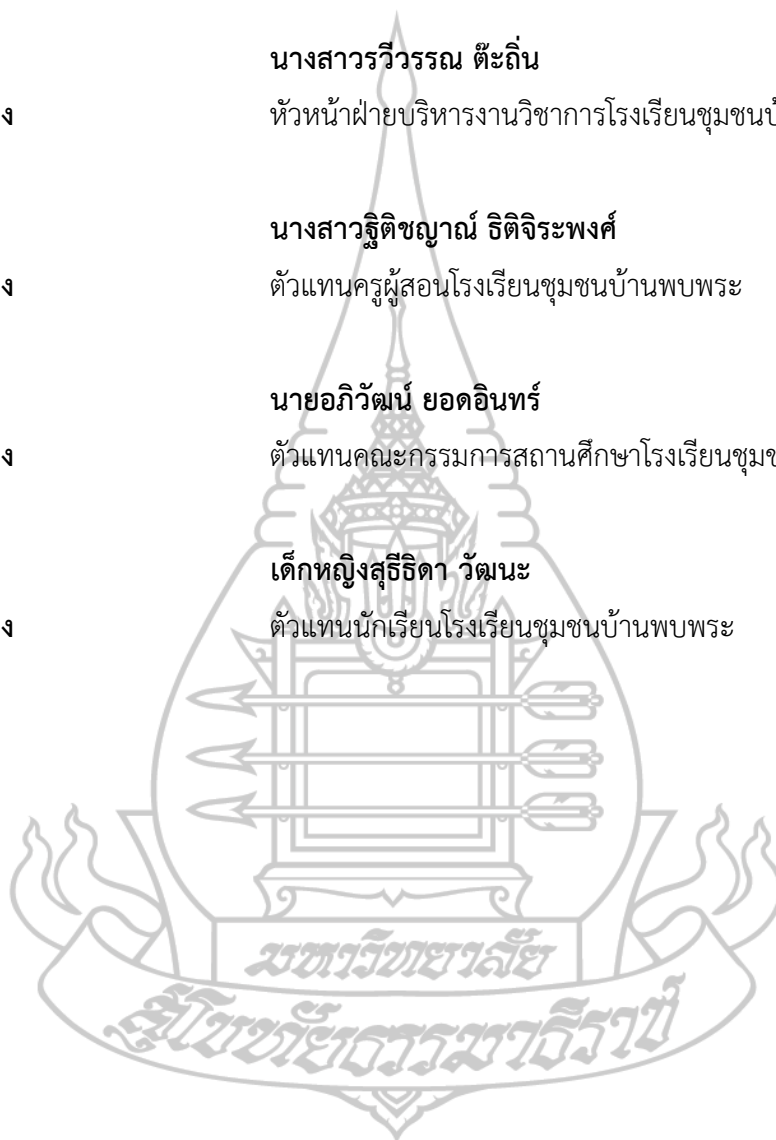 นางสาวรวีวรรณ ต๊ะถิ่น
ง หัวหน้าฝ่ายบริหารงานวิชาการโรงเรียนชุมชนบ้
นางสาวฐิติชญาณ์ ธิติจิระพงศ์
ง ตัวแทนครูผู้สอนโรงเรียนชุมชนบ้านพบพระ
นายอภิวัฒน์ ยอดอินทร์
ง ตัวแทนคณะกรรมการสถานศึกษาโรงเรียนชุมช
เด็กหญิงสุธีธิดา วัฒนะ
ง ตัวแทนนักเรียนโรงเรียนชุมชนบ้านพบพระ
มหาวิทยาลัย
สุโขทัยธรรมาธิราช